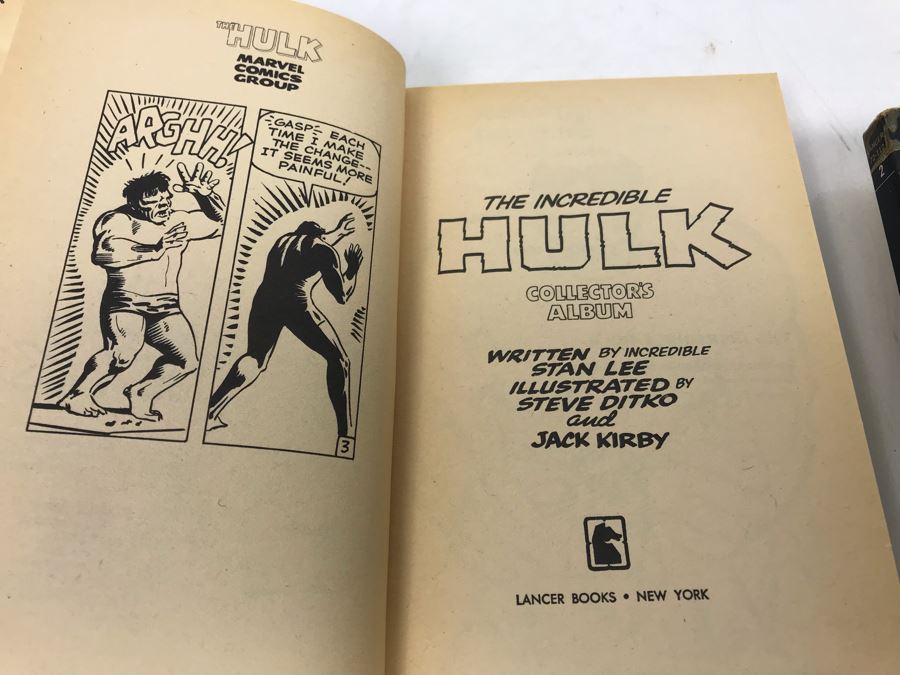 THE HULK
MARVEL
COMICS
GROUP
ARGHH!
-GASP- EACH
TIME I MAKE
THE CHANGE--
IT SEEMS MORE
PAINFUL!
3
THE INCREDIBLE
HULK
COLLECTOR'S
ALBUM
WRITTEN BY INCREDIBLE
STAN LEE
ILLUSTRATED BY
STEVE DITKO
and
JACK KIRBY
LANCER BOOKS • NEW YORK
2